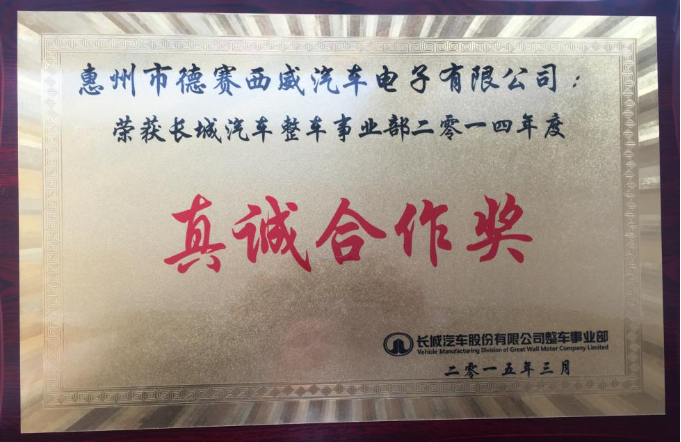 惠州市德赛西威汽车电子有限公司：
荣获长城汽车整车事业部二零一四年度
真诚合作奖
长城汽车股份有限公司整车事业部
Vehicle Manufacturing Division of Great Wall Motor Company Limited
二零一五年三月